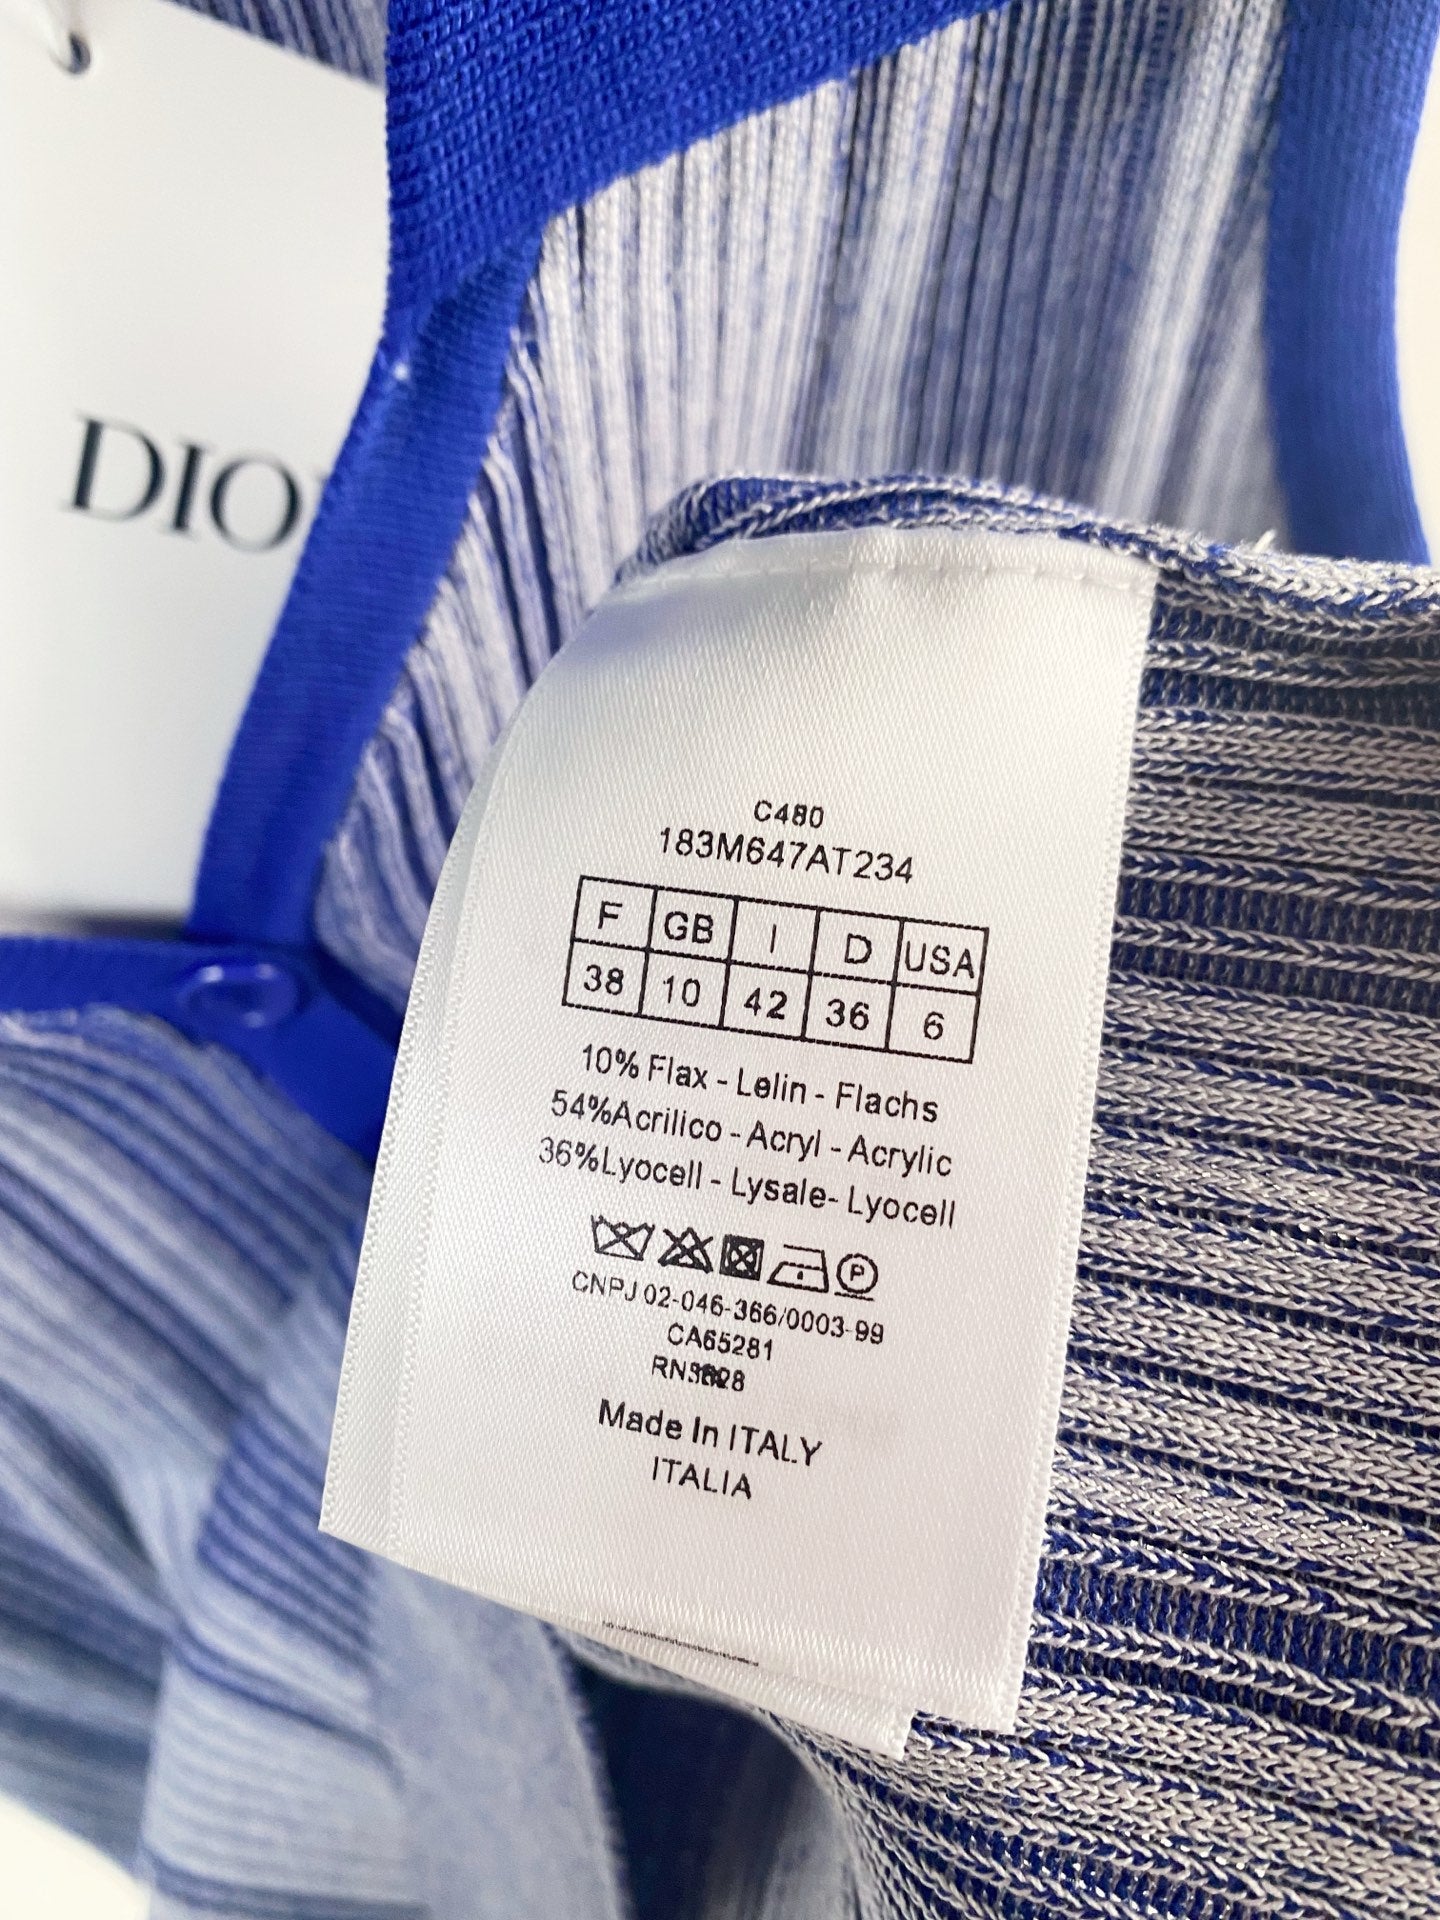 DIO
C480
183M647AT234
F GB I D USA
38 10 42 36 6
10% Flax - Lelin - Flachs
54%Acrilico - Acryl - Acrylic
36%Lyocell - Lysale- Lyocell
P
CNPJ 02-046-366/0003-99
CA65281
Made In ITALY
ITALIA